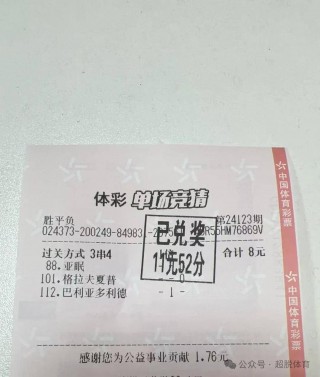 体彩 单场竞猜
胜平负 第24123期
024373-200249-84983
R55HM76869V
已兑奖
11元52分
过关方式 3串4 合计 8元
88.亚眠
101.格拉夫夏普
112.巴利亚多利德 -1-
感谢您为公益事业贡献 1.76元
中国体育彩票
中国体育彩票
公众号·超脱体育